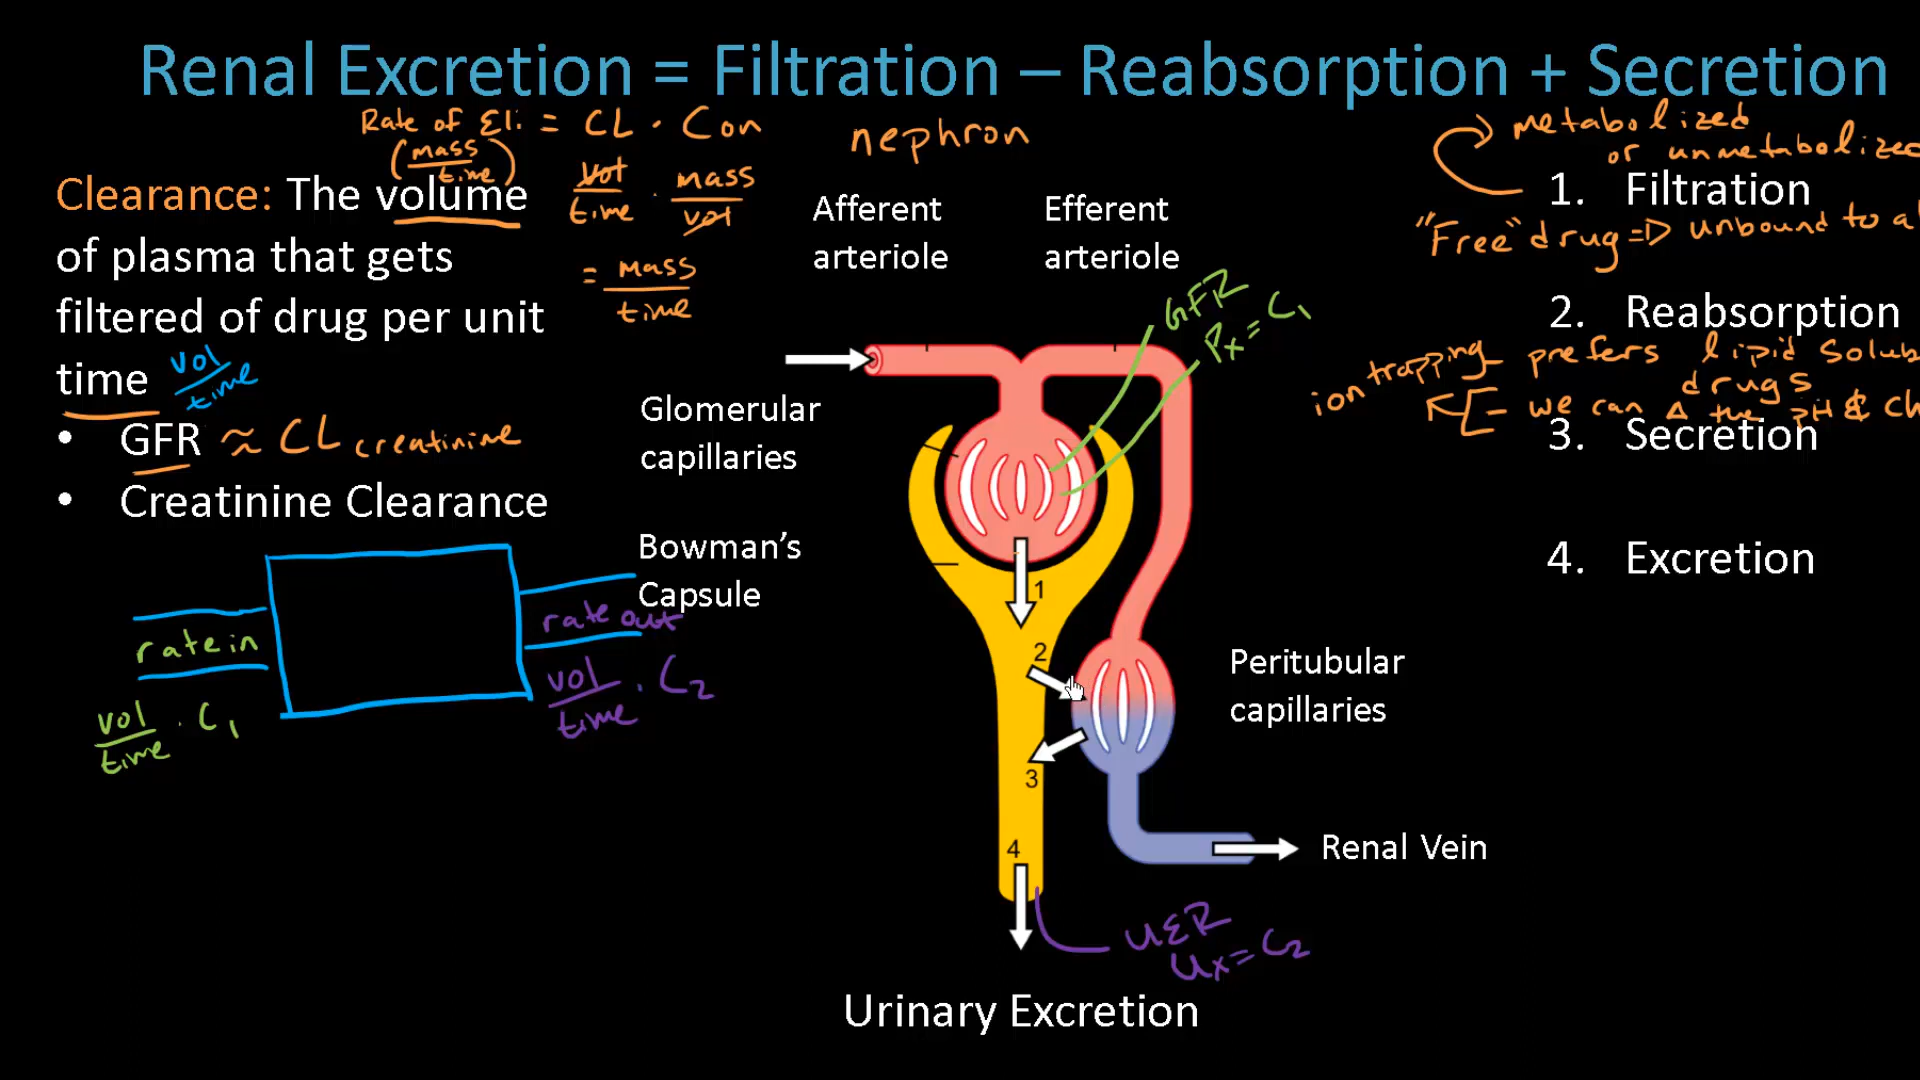 Renal Excretion = Filtration – Reabsorption + Secretion
Rate of Eli = CL · Con
(mass/time)
vol/time · mass/vol
= mass/time
Clearance: The volume
of plasma that gets
filtered of drug per unit
time vol/time
• GFR ≈ CL creatinine
• Creatinine Clearance
rate in
vol/time · C1
rate out
vol/time · C2
nephron
Afferent
arteriole
Efferent
arteriole
GFR
Px = C1
Glomerular
capillaries
Bowman's
Capsule
1
2
3
4
Peritubular
capillaries
Renal Vein
UER
Ux = C2
Urinary Excretion
metabolized
or unmetabolized
1. Filtration
"Free" drug => unbound to
2. Reabsorption
ion trapping
prefers lipid
drugs
we can Δ the pH &
3. Secretion
4. Excretion